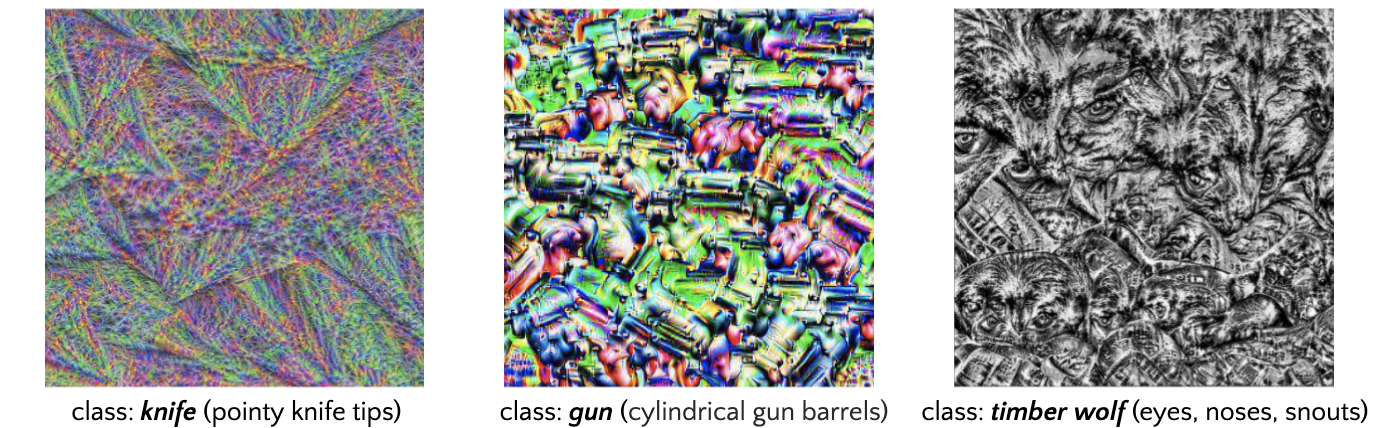 class: knife (pointy knife tips)
class: gun (cylindrical gun barrels)
class: timber wolf (eyes, noses, snouts)